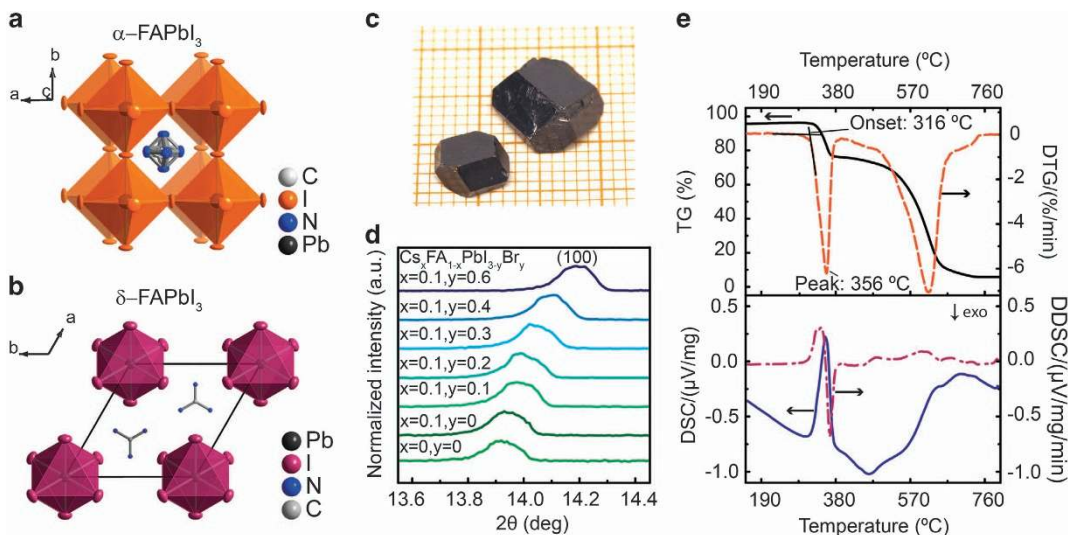 a
α–FAPbI3
b
a
c
C
I
N
Pb
b
δ–FAPbI3
a
b
Pb
I
N
C
c
d
CsxFA1-xPbI3-yBry
(100)
x=0.1,y=0.6
x=0.1,y=0.4
x=0.1,y=0.3
x=0.1,y=0.2
x=0.1,y=0.1
x=0.1,y=0
x=0,y=0
Normalized intensity (a.u.)
13.6 13.8 14.0 14.2 14.4
2θ (deg)
e
Temperature (ºC)
190 380 570 760
100
80
60
40
20
0
TG (%)
Onset: 316 ºC
Peak: 356 ºC
0
−2
−4
−6
DTG/(%/min)
0.0
−0.5
−1.0
DSC/(µV/mg)
↓ exo
0.5
0.0
−0.5
−1.0
DDSC/(µV/mg/min)
190 380 570 760
Temperature (ºC)